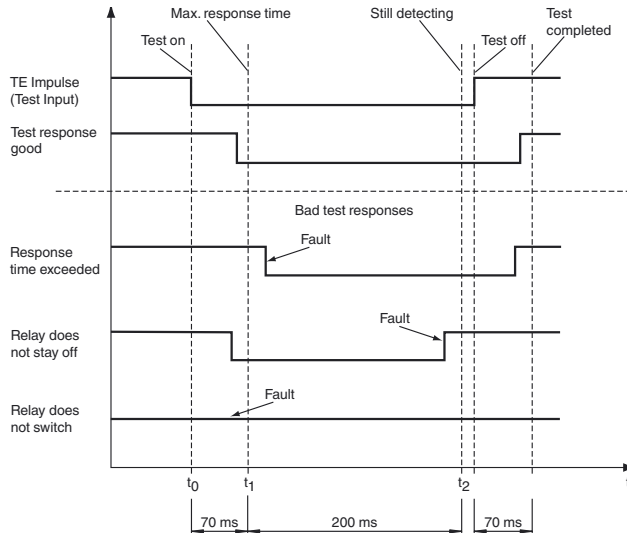 Max. response time
Still detecting
Test
completed
Test on
Test off
TE Impulse
(Test Input)
Test response
good
Bad test responses
Response
time exceeded
Fault
Relay does
not stay off
Fault
Relay does
not switch
Fault
t0
t1
t2
70 ms
200 ms
70 ms